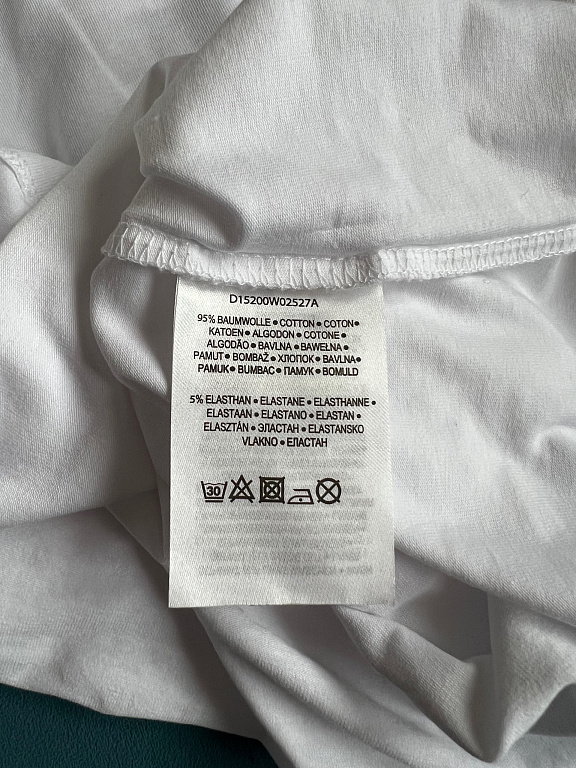 D15200W02527A
95% BAUMWOLLE • COTTON • COTON •
KATOEN • ALGODON • COTONE •
ALGODÃO • BAVLNA • BAWEŁNA •
PAMUT • BOMBAŽ • ХЛОПОК • BAVLNA •
PAMUK • BUMBAC • ПАМУК • BOMULD
5% ELASTHAN • ELASTANE • ELASTHANNE •
ELASTAAN • ELASTANO • ELASTAN •
ELASZTÁN • ЭЛАСТАН • ELASTANSKO
VLAKNO • ЕЛАСТАН
30